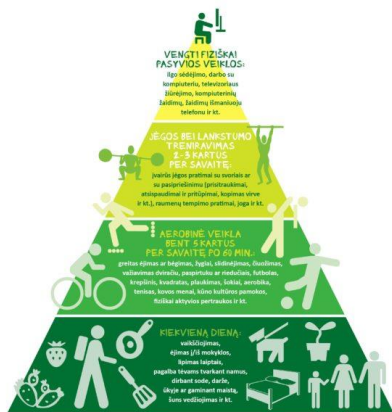 VENGTI FIZIŠKAI
PASYVIOS VEIKLOS:
ilgo sėdėjimo, darbo su
kompiuteriu, televizoriaus
žiūrėjimo, kompiuterinių
žaidimų, žaidimų išmaniuoju
telefonu ir kt.
JĖGOS BEI LANKSTUMO
TRENIRAVIMAS
2-3 KARTUS
PER SAVAITĘ:
įvairūs jėgos pratimai su svoriais ar
su pasipriešinimu (prisitraukimai,
atsispaudimai ir pritūpimai, kopimas virve
ir kt.), raumenų tempimo pratimai, joga ir kt.
AEROBINĖ VEIKLA
BENT 5 KARTUS
PER SAVAITĘ PO 60 MIN.:
greitas ėjimas ar bėgimas, žygiai, slidinėjimas, čiuožimas,
važiavimas dviračiu, paspirtuku ar riedučiais, futbolas,
krepšinis, kvadratas, plaukimas, šokiai, aerobika,
tenisas, kovos menai, kūno kultūros pamokos,
fiziškai aktyvios pertraukos ir kt.
KIEKVIENĄ DIENĄ:
vaikščiojimas,
ėjimas į/iš mokyklos,
lipimas laiptais,
pagalba tėvams tvarkant namus,
dirbant sode, darže,
ūkyje ar gaminant maistą,
šuns vedžiojimas ir kt.